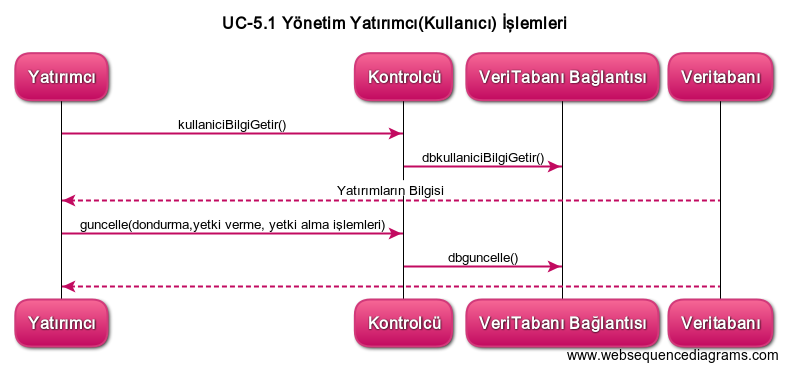 UC-5.1 Yönetim Yatırımcı(Kullanıcı) İşlemleri
Yatırımcı
Kontrolcü
VeriTabanı Bağlantısı
Veritabanı
kullaniciBilgiGetir()
dbkullaniciBilgiGetir()
Yatırımların Bilgisi
guncelle(dondurma,yetki verme, yetki alma işlemleri)
dbguncelle()
Yatırımcı
Kontrolcü
VeriTabanı Bağlantısı
Veritabanı
www.websequencediagrams.com